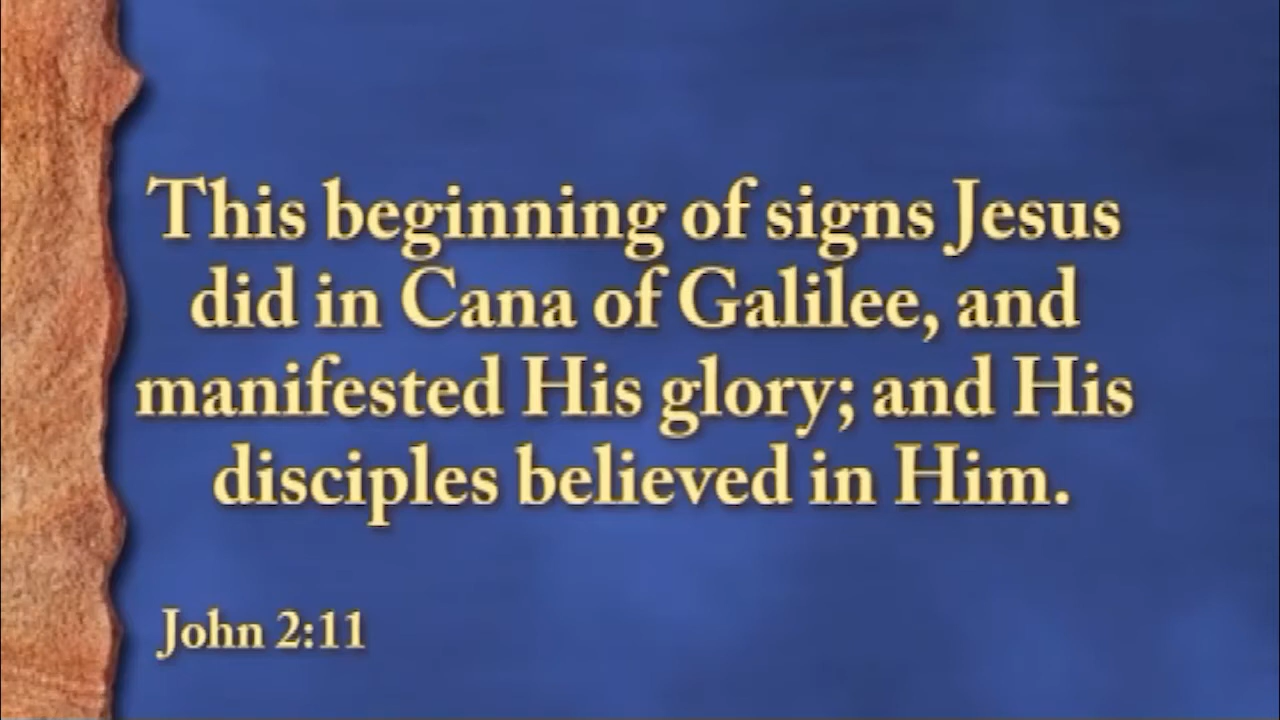 This beginning of signs Jesus
did in Cana of Galilee, and
manifested His glory; and His
disciples believed in Him.
John 2:11